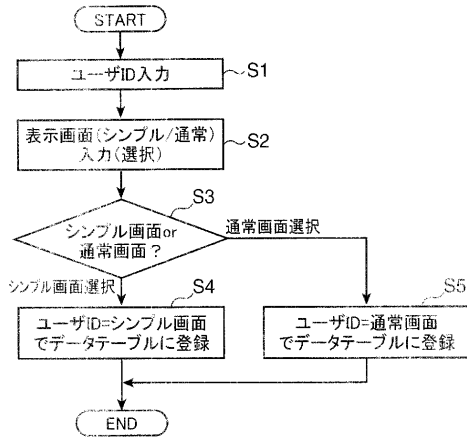 START
ユーザID入力
S1
表示画面(シンプル/通常)
入力(選択)
S2
S3
シンプル画面or
通常画面?
通常画面選択
シンプル画面選択
S4
ユーザID=シンプル画面
でデータテーブルに登録
S5
ユーザID=通常画面
でデータテーブルに登録
END